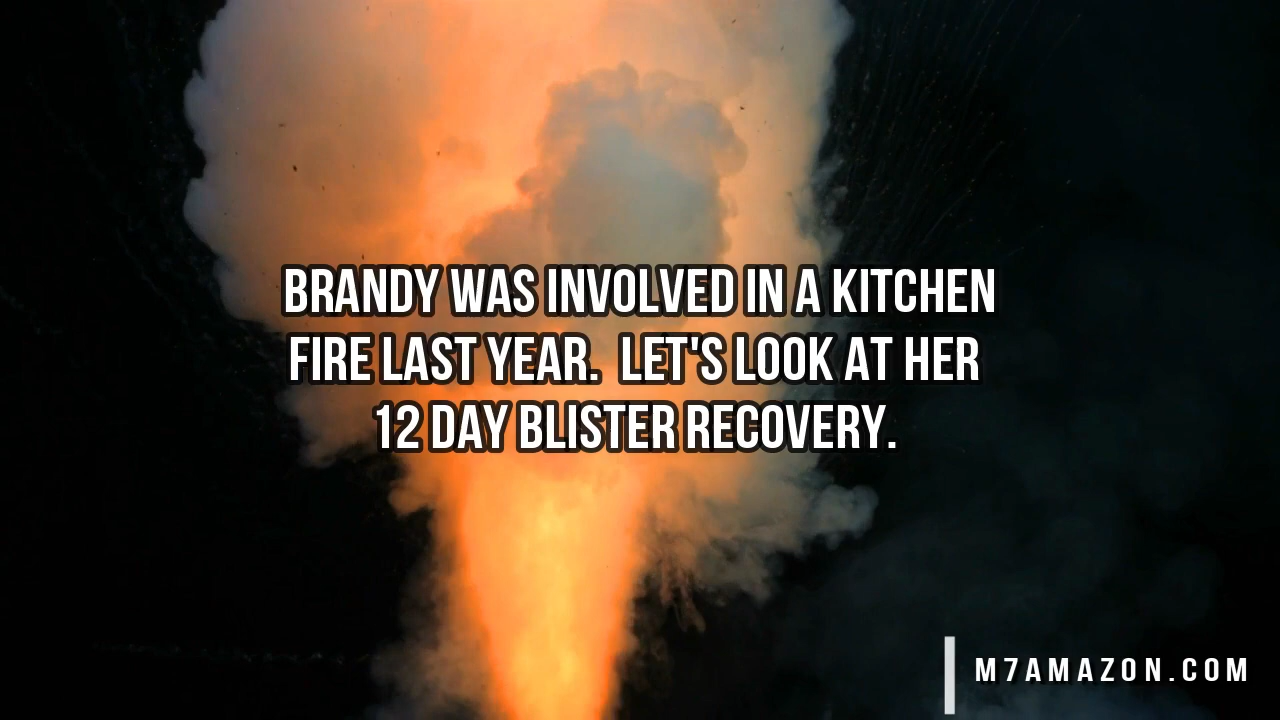 BRANDY WAS INVOLVED IN A KITCHEN
FIRE LAST YEAR.  LET'S LOOK AT HER
12 DAY BLISTER RECOVERY.
M7AMAZON.COM